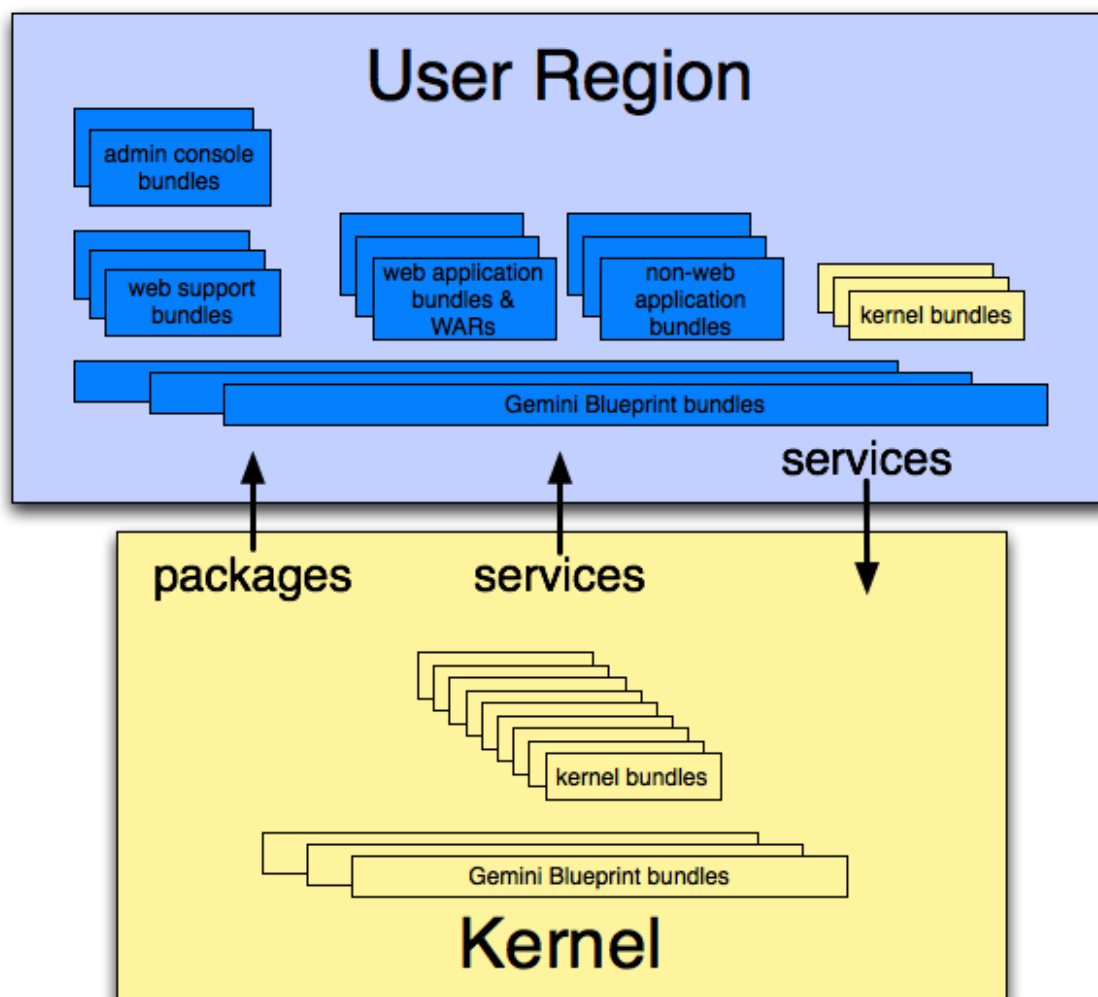 User Region
admin console
bundles
web support
bundles
web application
bundles &
WARs
non-web
application
bundles
kernel bundles
Gemini Blueprint bundles
services
packages
services
kernel bundles
Gemini Blueprint bundles
Kernel